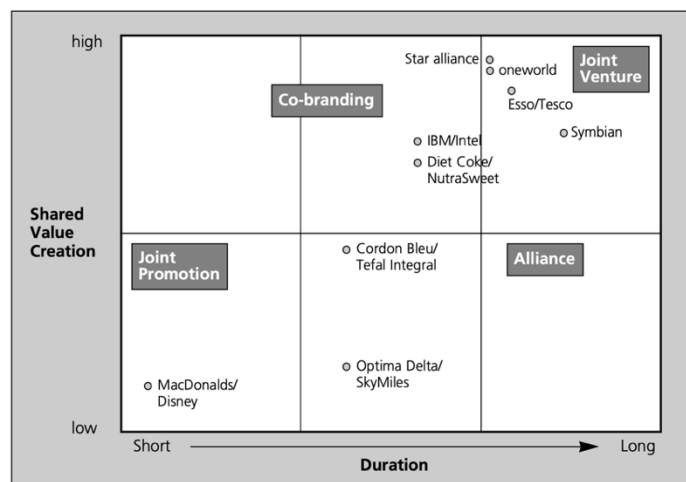 high
Star alliance
oneworld
Joint
Venture
Co-branding
Esso/Tesco
IBM/Intel
Symbian
Diet Coke/
NutraSweet
Shared
Value
Creation
Joint
Promotion
Cordon Bleu/
Tefal Integral
Alliance
MacDonalds/
Disney
Optima Delta/
SkyMiles
low
Short
Long
Duration